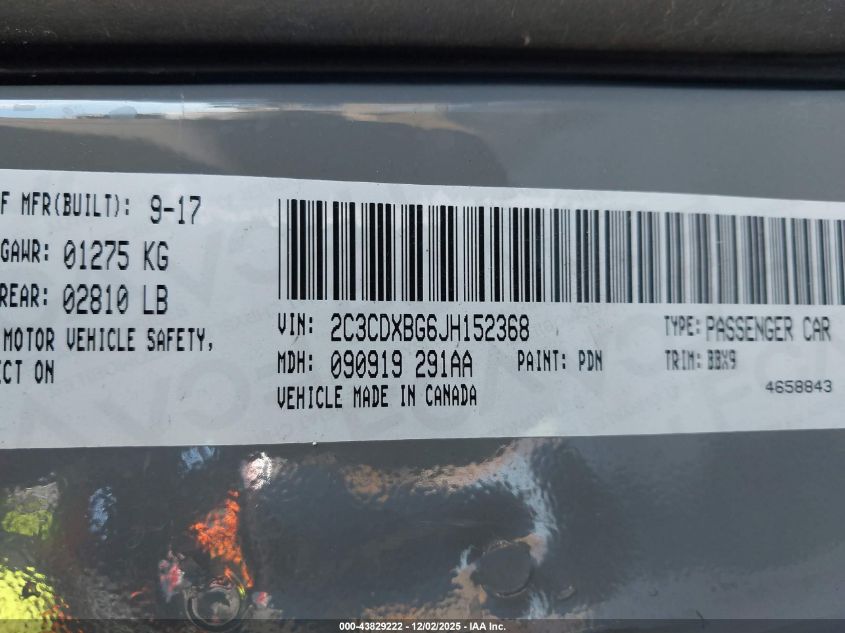 F MFR(BUILT): 9-17
GAWR: 01275 KG
REAR: 02810 LB
MOTOR VEHICLE SAFETY,
ECT ON
VIN: 2C3CDXBG6JH152368
TYPE: PASSENGER CAR
MDH: 090919 291AA
PAINT: PDN
TRIM: BBX9
VEHICLE MADE IN CANADA
4658843
000-43829222 - 12/02/2025 - IAA Inc.